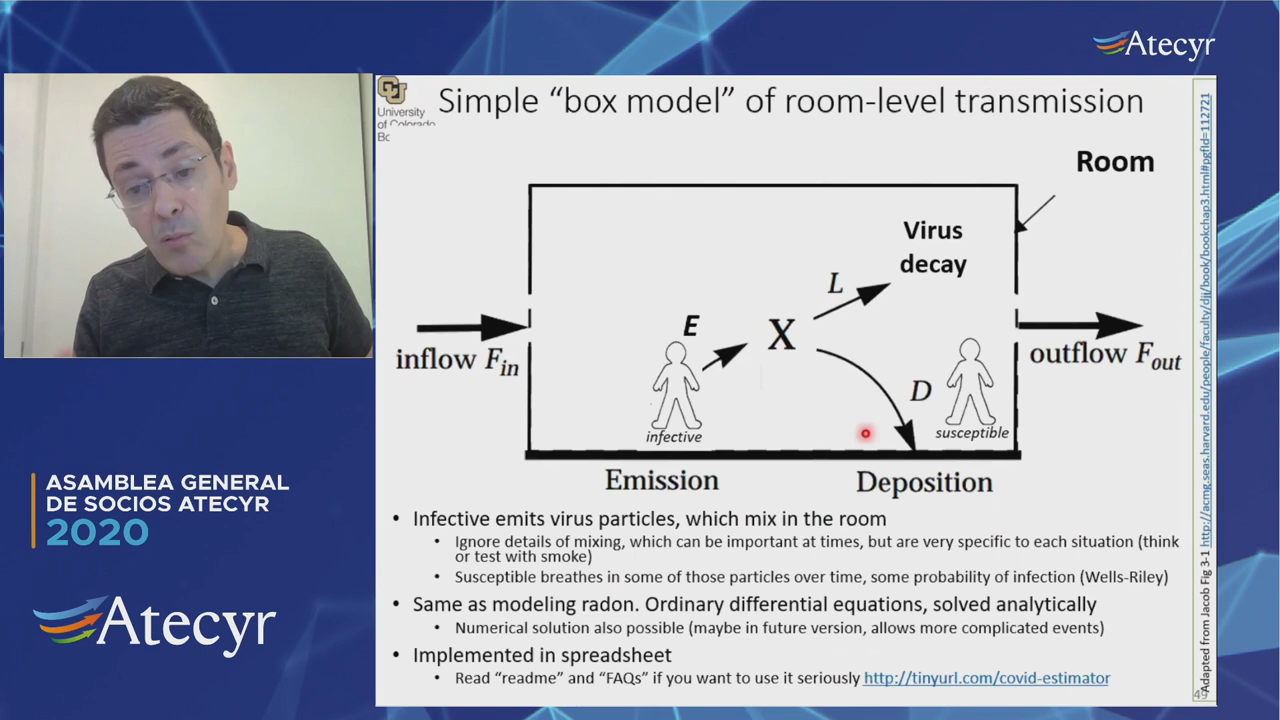 Atecyr
CU
University
of Colorado
Simple “box model” of room-level transmission
Room
Virus
decay
L
E
X
inflow Fin
outflow Fout
D
infective
susceptible
Emission
Deposition
• Infective emits virus particles, which mix in the room
• Ignore details of mixing, which can be important at times, but are very specific to each situation (think
or test with smoke)
• Susceptible breathes in some of those particles over time, some probability of infection (Wells-Riley)
• Same as modeling radon. Ordinary differential equations, solved analytically
• Numerical solution also possible (maybe in future version, allows more complicated events)
• Implemented in spreadsheet
• Read “readme” and “FAQs” if you want to use it seriously http://tinyurl.com/covid-estimator
Adapted from Jacob Fig 3-1 http://acmg.seas.harvard.edu/people/faculty/djj/book/bookchap3.html#pgfId=112721
ASAMBLEA GENERAL
DE SOCIOS ATECYR
2020
Atecyr